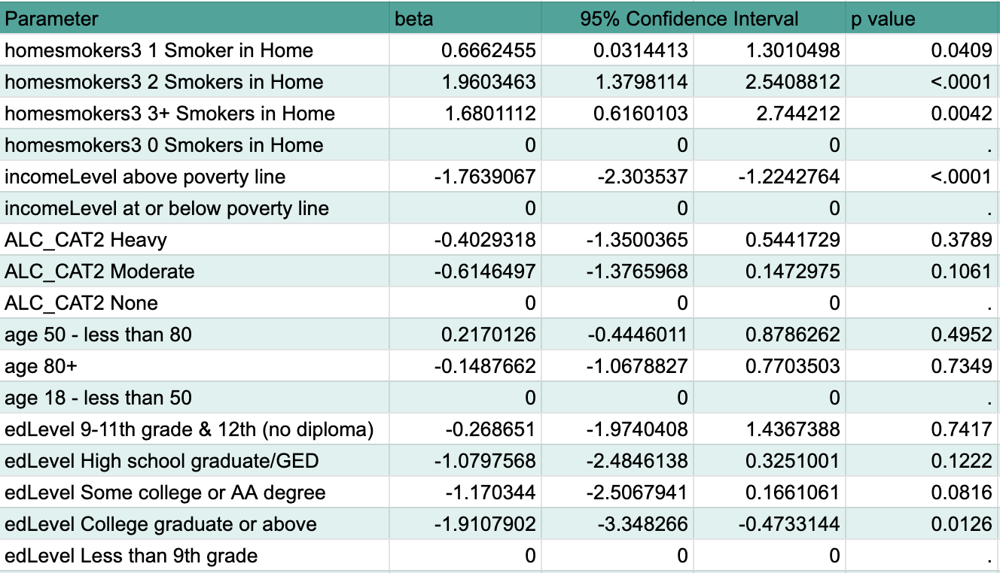 Parameter beta 95% Confidence Interval p value
homesmokers3 1 Smoker in Home 0.6662455 0.0314413 1.3010498 0.0409
homesmokers3 2 Smokers in Home 1.9603463 1.3798114 2.5408812 <.0001
homesmokers3 3+ Smokers in Home 1.6801112 0.6160103 2.744212 0.0042
homesmokers3 0 Smokers in Home 0 0 0 .
incomeLevel above poverty line -1.7639067 -2.303537 -1.2242764 <.0001
incomeLevel at or below poverty line 0 0 0 .
ALC_CAT2 Heavy -0.4029318 -1.3500365 0.5441729 0.3789
ALC_CAT2 Moderate -0.6146497 -1.3765968 0.1472975 0.1061
ALC_CAT2 None 0 0 0 .
age 50 - less than 80 0.2170126 -0.4446011 0.8786262 0.4952
age 80+ -0.1487662 -1.0678827 0.7703503 0.7349
age 18 - less than 50 0 0 0 .
edLevel 9-11th grade & 12th (no diploma) -0.268651 -1.9740408 1.4367388 0.7417
edLevel High school graduate/GED -1.0797568 -2.4846138 0.3251001 0.1222
edLevel Some college or AA degree -1.170344 -2.5067941 0.1661061 0.0816
edLevel College graduate or above -1.9107902 -3.348266 -0.4733144 0.0126
edLevel Less than 9th grade 0 0 0 .